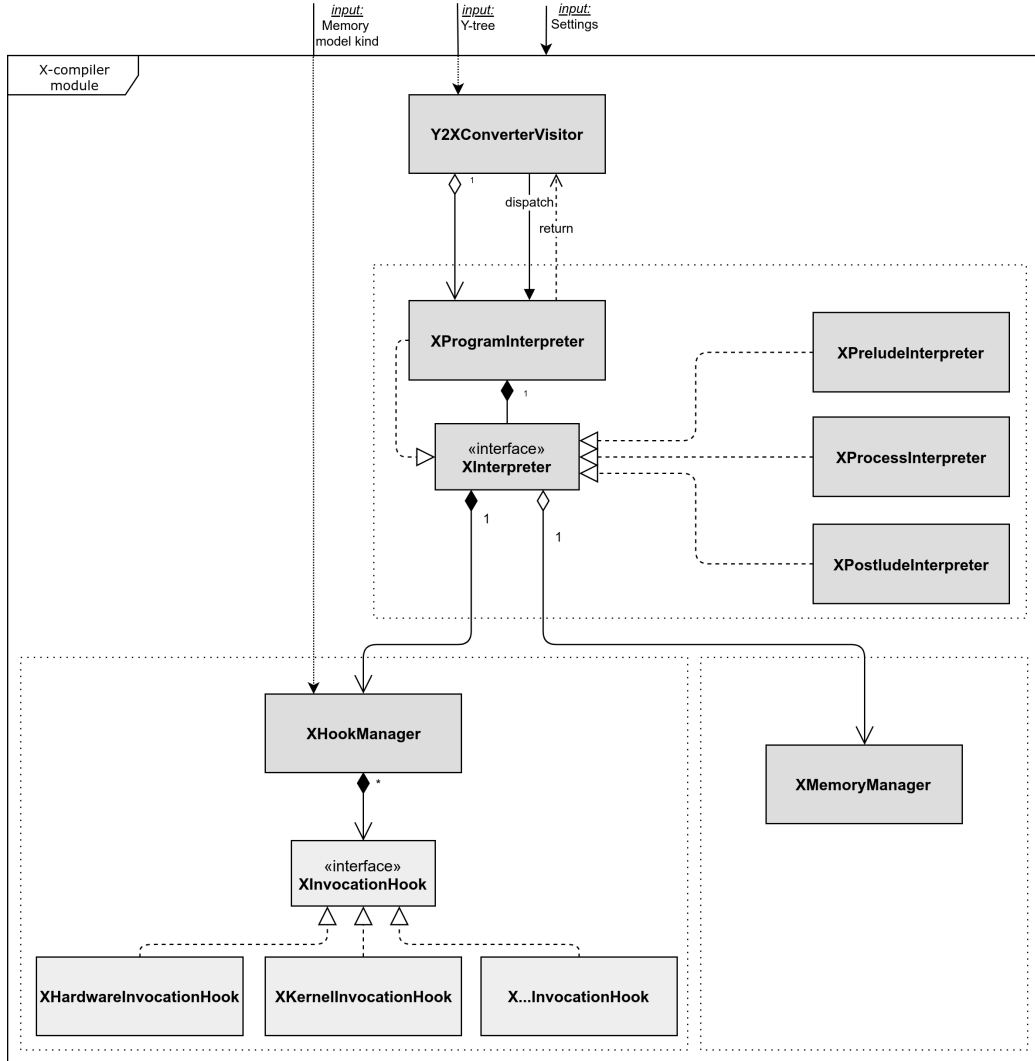 input:
Memory
model kind
input:
Y-tree
input:
Settings
X-compiler
module
Y2XConverterVisitor
1
dispatch
return
XProgramInterpreter
1
XPreludeInterpreter
«interface»
XInterpreter
XProcessInterpreter
1
1
XPostludeInterpreter
XHookManager
*
XMemoryManager
«interface»
XInvocationHook
XHardwareInvocationHook
XKernelInvocationHook
X...InvocationHook